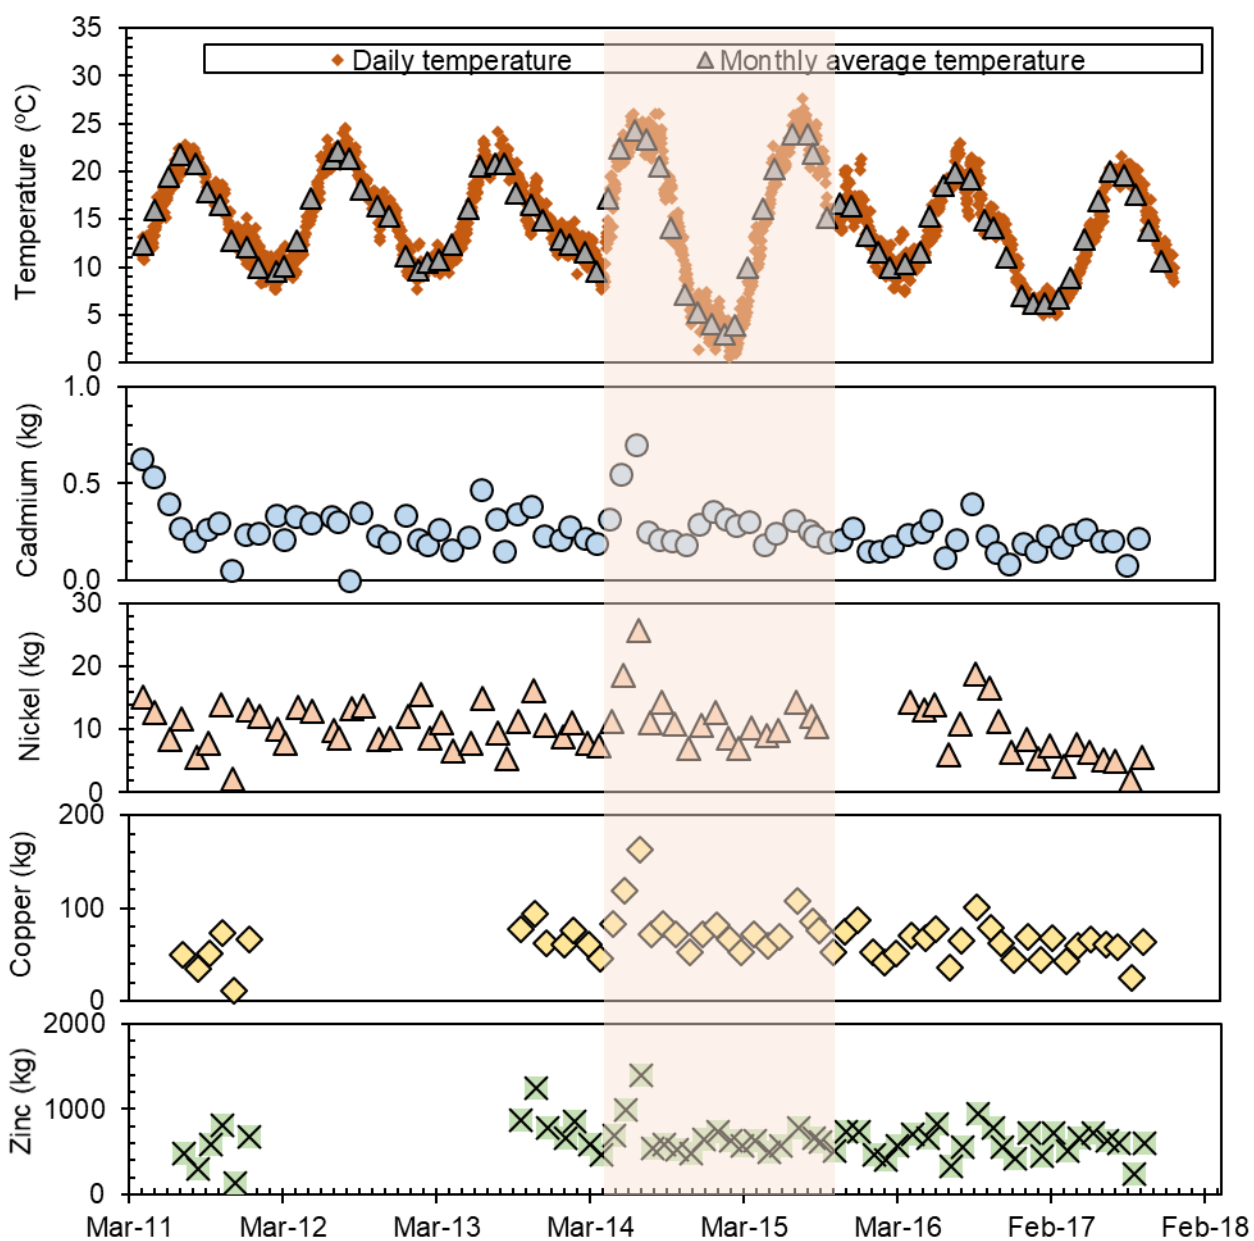 35
Daily temperature
Monthly average temperature
30
25
20
15
10
5
0
Temperature (ºC)
1.0
0.5
0.0
Cadmium (kg)
30
20
10
0
Nickel (kg)
200
100
0
Copper (kg)
2000
1000
0
Zinc (kg)
Mar-11 Mar-12 Mar-13 Mar-14 Mar-15 Mar-16 Feb-17 Feb-18